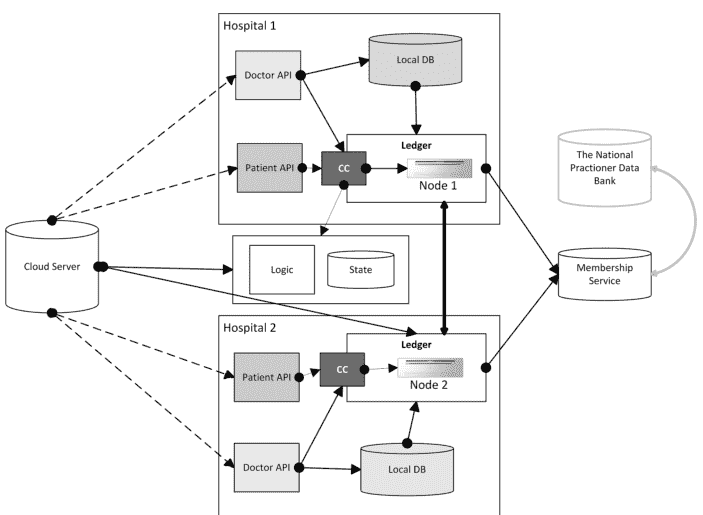 Hospital 1
Doctor API
Local DB
Ledger
Patient API
CC
Node 1
The National
Practioner Data
Bank
Cloud Server
Logic
State
Membership
Service
Hospital 2
Ledger
Patient API
CC
Node 2
Doctor API
Local DB